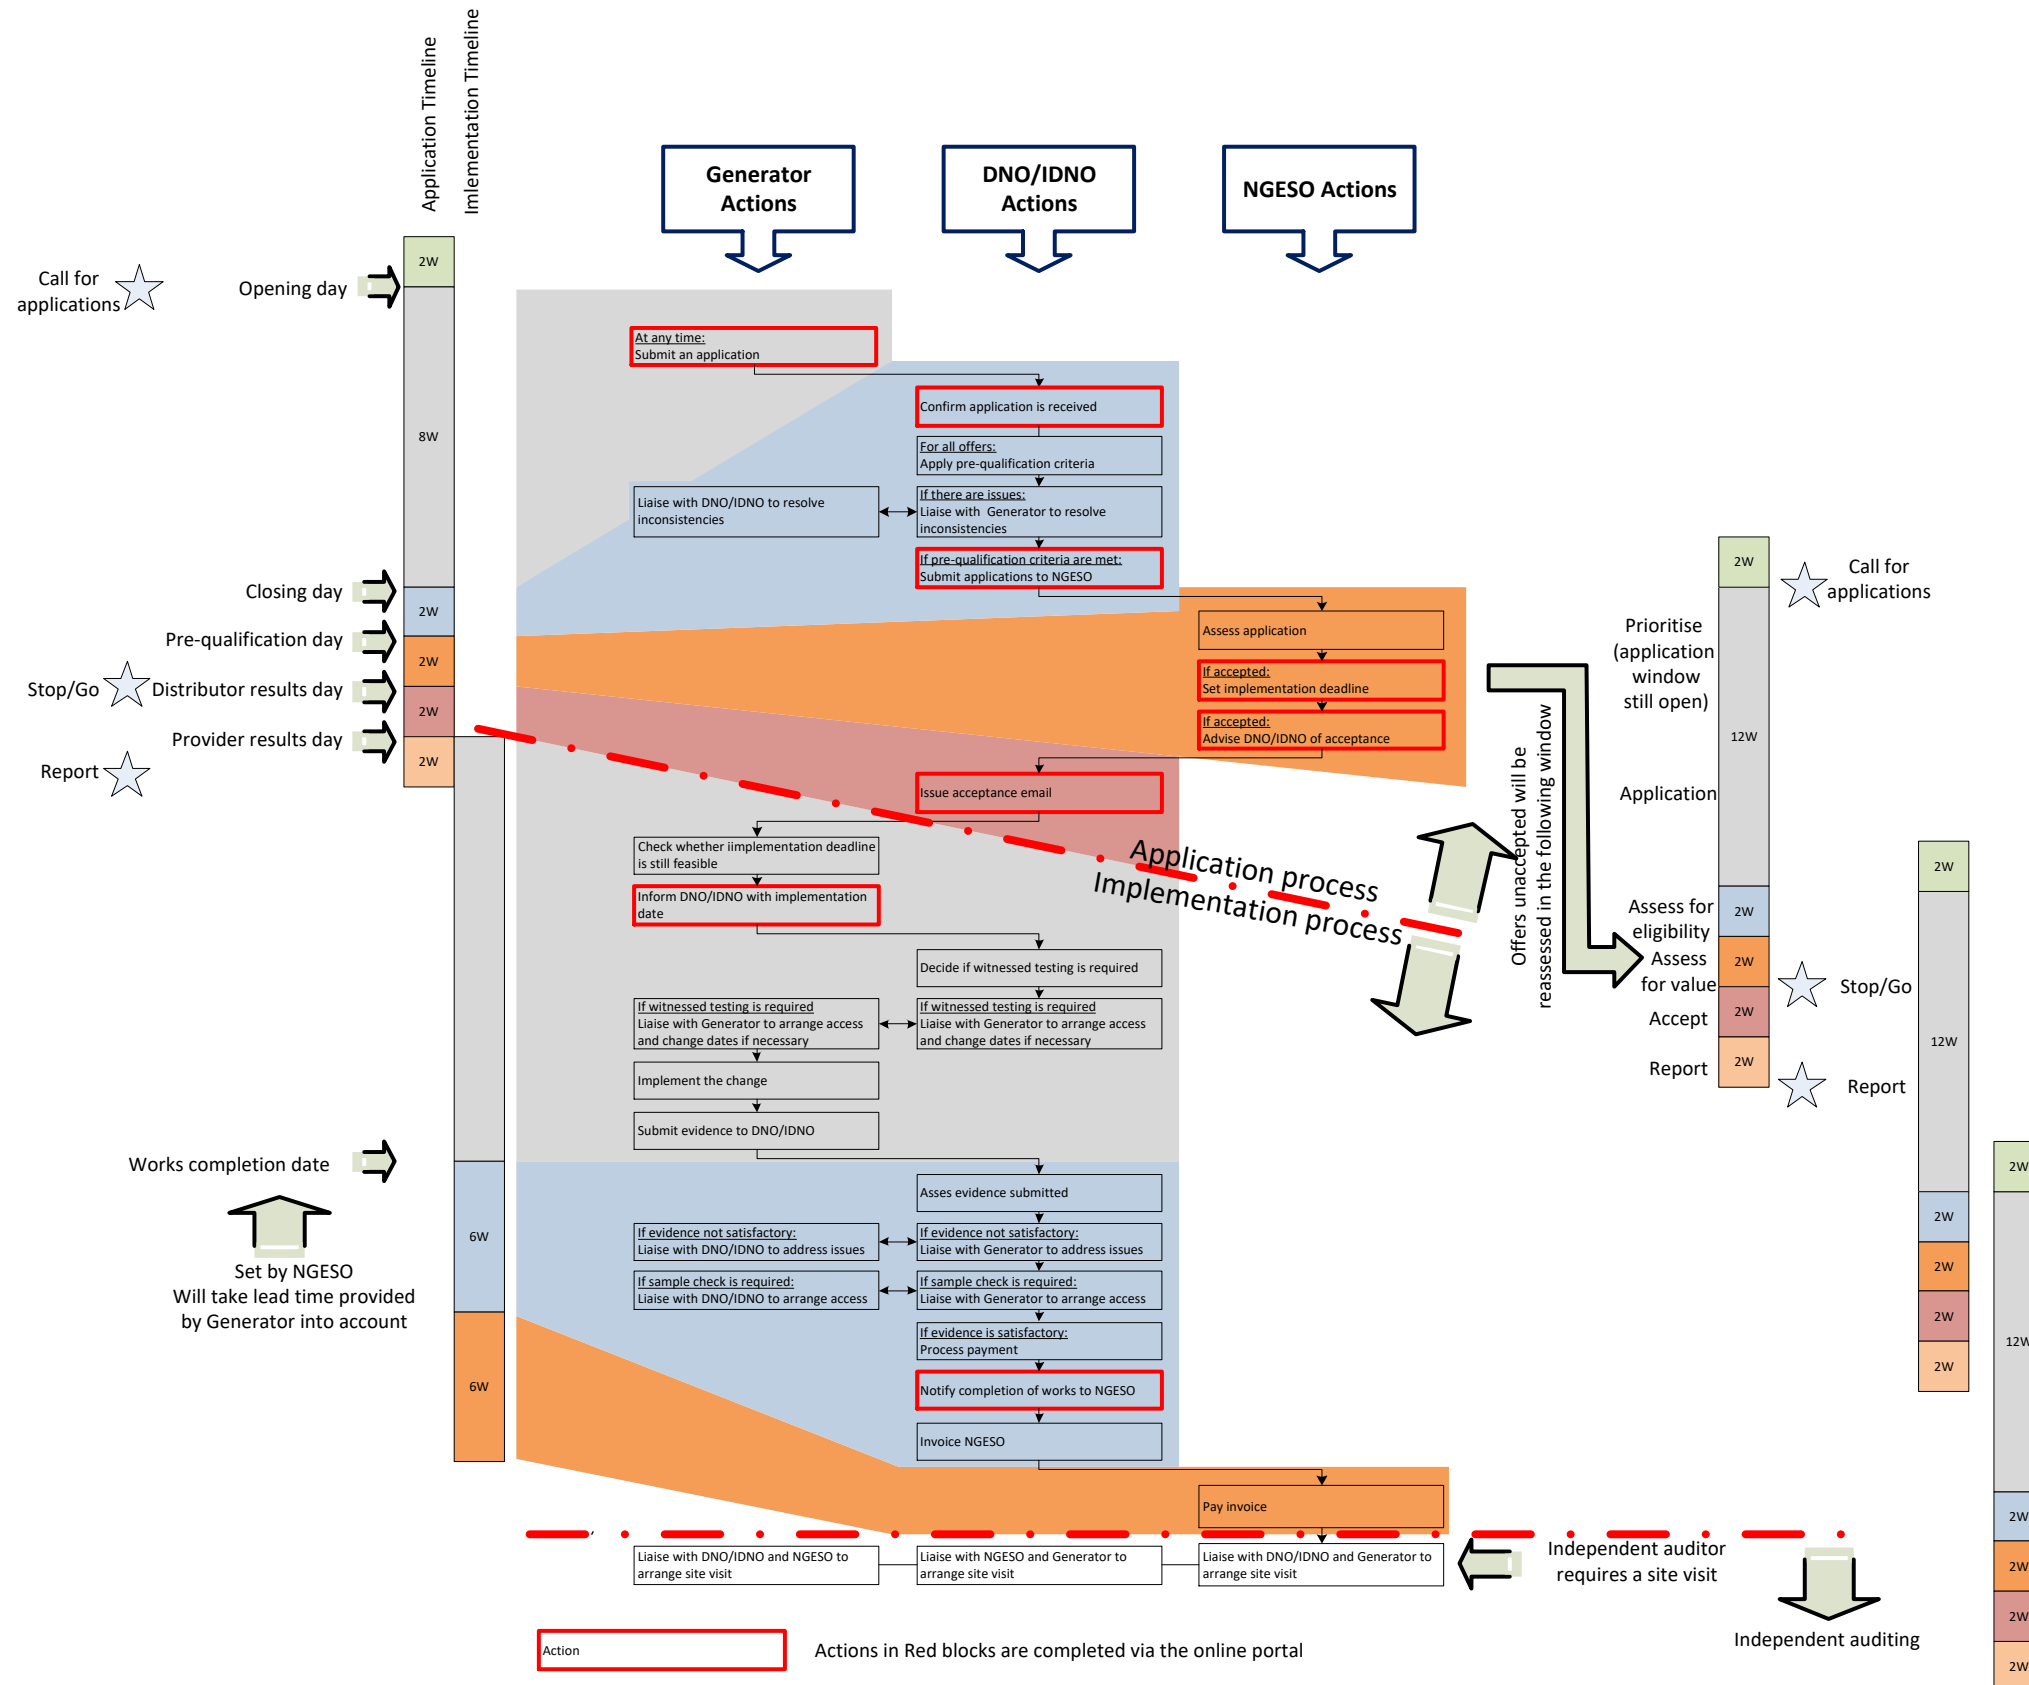 Application Timeline
Imlementation Timeline
Generator
Actions
DNO/IDNO
Actions
NGESO Actions
Call for
applications
Opening day
Closing day
Pre-qualification day
Stop/Go
Distributor results day
Provider results day
Report
Works completion date
Set by NGESO
Will take lead time provided
by Generator into account
2W
8W
2W
2W
2W
2W
6W
6W
At any time:
Submit an application
Confirm application is received
For all offers:
Apply pre-qualification criteria
Liaise with DNO/IDNO to resolve
inconsistencies
If there are issues:
Liaise with  Generator to resolve
inconsistencies
If pre-qualification criteria are met:
Submit applications to NGESO
Assess application
If accepted:
Set implementation deadline
If accepted:
Advise DNO/IDNO of acceptance
Issue acceptance email
Check whether iimplementation deadline
is still feasible
Inform DNO/IDNO with implementation
date
Application process
Implementation process
Decide if witnessed testing is required
If witnessed testing is required
Liaise with Generator to arrange access
and change dates if necessary
If witnessed testing is required
Liaise with Generator to arrange access
and change dates if necessary
Implement the change
Submit evidence to DNO/IDNO
Asses evidence submitted
If evidence not satisfactory:
Liaise with DNO/IDNO to address issues
If evidence not satisfactory:
Liaise with Generator to address issues
If sample check is required:
Liaise with DNO/IDNO to arrange access
If sample check is required:
Liaise with Generator to arrange access
If evidence is satisfactory:
Process payment
Notify completion of works to NGESO
Invoice NGESO
Pay invoice
Liaise with DNO/IDNO and NGESO to
arrange site visit
Liaise with NGESO and Generator to
arrange site visit
Liaise with DNO/IDNO and Generator to
arrange site visit
Independent auditor
requires a site visit
Independent auditing
Action
Actions in Red blocks are completed via the online portal
Offers unaccepted will be
reassessed in the following window
Prioritise
(application
window
still open)
Application
Assess for
eligibility
Assess
for value
Accept
Report
2W
12W
2W
2W
2W
2W
Call for
applications
Stop/Go
Report
2W
12W
2W
2W
2W
2W
2W
12W
2W
2W
2W
2W